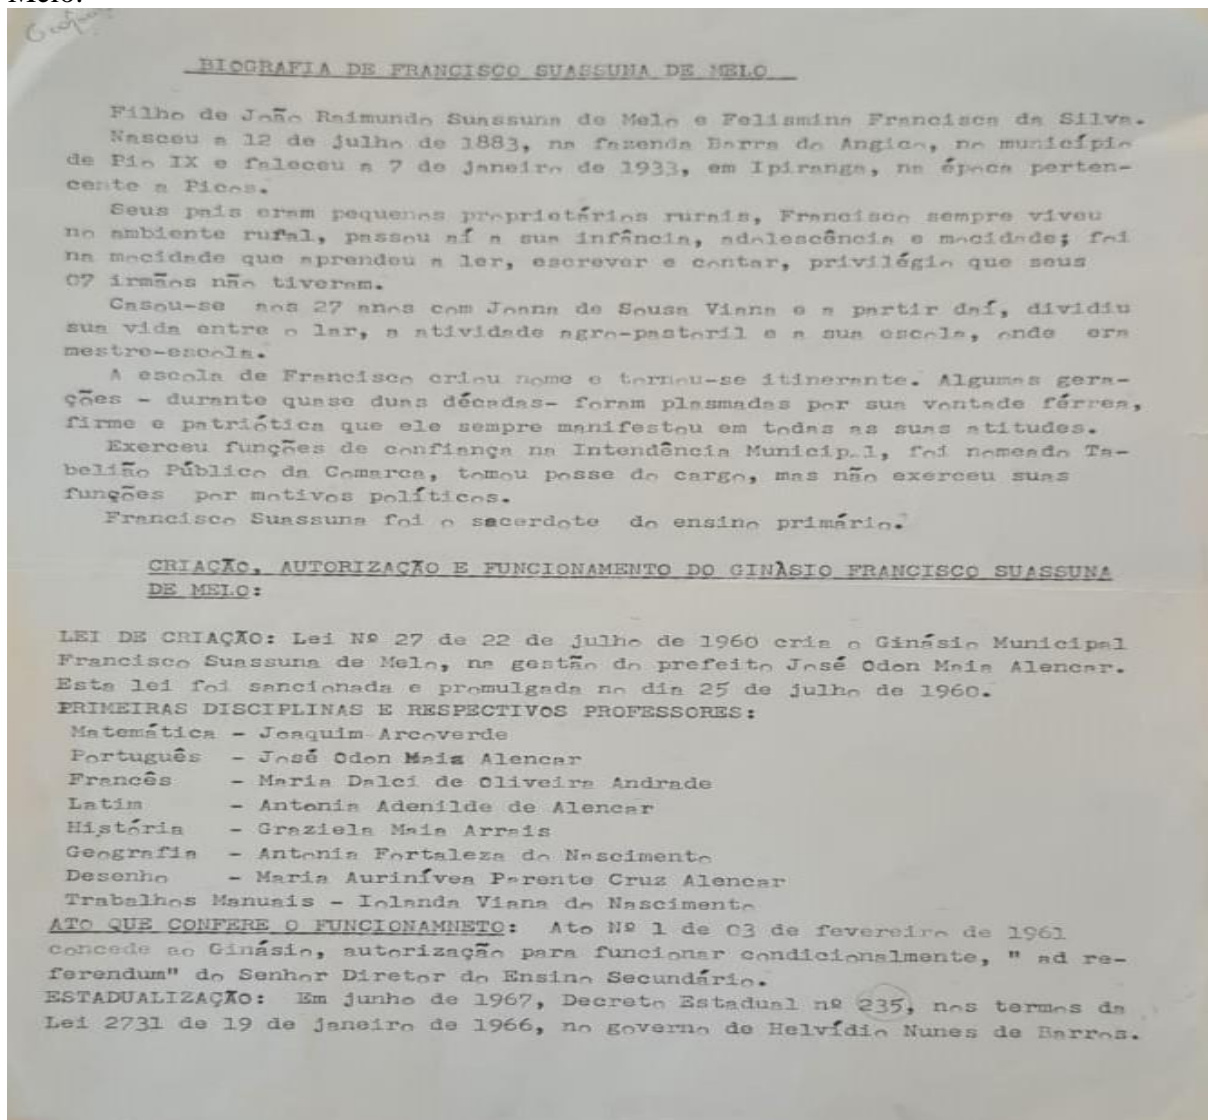 Melo.
BIOGRAFIA DE FRANCISCO SUASSUNA DE MELO
Filho de João Raimundo Suassuna de Melo e Felismina Francisca da Silva.
Nasceu a 12 de julho de 1883, na fazenda Barra do Angico, no município
de Pio IX e faleceu a 7 de janeiro de 1933, em Ipiranga, na época perten-
cente a Picos.
Seus pais eram pequenos proprietários rurais, Francisco sempre viveu
no ambiente rural, passou aí a sua infância, adolescência e mocidade; foi
na mocidade que aprendeu a ler, escrever e contar, privilégio que seus
07 irmãos não tiveram.
Casou-se aos 27 anos com Joana de Sousa Viana e a partir daí, dividiu
sua vida entre o lar, a atividade agro-pastoril e a sua escola, onde era
mestre-escola.
A escola de Francisco criou nome e tornou-se itinerante. Algumas gera-
ções - durante quase duas décadas- foram plasmadas por sua vontade férrea,
firme e patriótica que ele sempre manifestou em todas as suas atitudes.
Exerceu funções de confiança na Intendência Municipal, foi nomeado Ta-
belião Público da Comarca, tomou posse do cargo, mas não exerceu suas
funções por motivos políticos.
Francisco Suassuna foi o sacerdote do ensino primário.
CRIAÇÃO, AUTORIZAÇÃO E FUNCIONAMENTO DO GINÀSIO FRANCISCO SUASSUNA
DE MELO:
LEI DE CRIAÇÃO: Lei Nº 27 de 22 de julho de 1960 cria o Ginásio Municipal
Francisco Suassuna de Melo, na gestão do prefeito José Odon Maia Alencar.
Esta lei foi sancionada e promulgada no dia 25 de julho de 1960.
PRIMEIRAS DISCIPLINAS E RESPECTIVOS PROFESSORES:
Matemática - Joaquim Arcoverde
Português - José Odon Maia Alencar
Francês - Maria Dalci de Oliveira Andrade
Latim - Antonia Adenilde de Alencar
História - Graziela Maia Arrais
Geografia - Antonia Fortaleza do Nascimento
Desenho - Maria Aurinívea Parente Cruz Alencar
Trabalhos Manuais - Iolanda Viana do Nascimento
ATO QUE CONFERE O FUNCIONAMNETO: Ato Nº 1 de 03 de fevereiro de 1961
concede ao Ginásio, autorização para funcionar condicionalmente, " ad re-
ferendum" do Senhor Diretor do Ensino Secundário.
ESTADUALIZAÇÃO: Em junho de 1967, Decreto Estadual nº 235, nos termos da
Lei 2731 de 19 de janeiro de 1966, no governo de Helvídio Nunes de Barros.